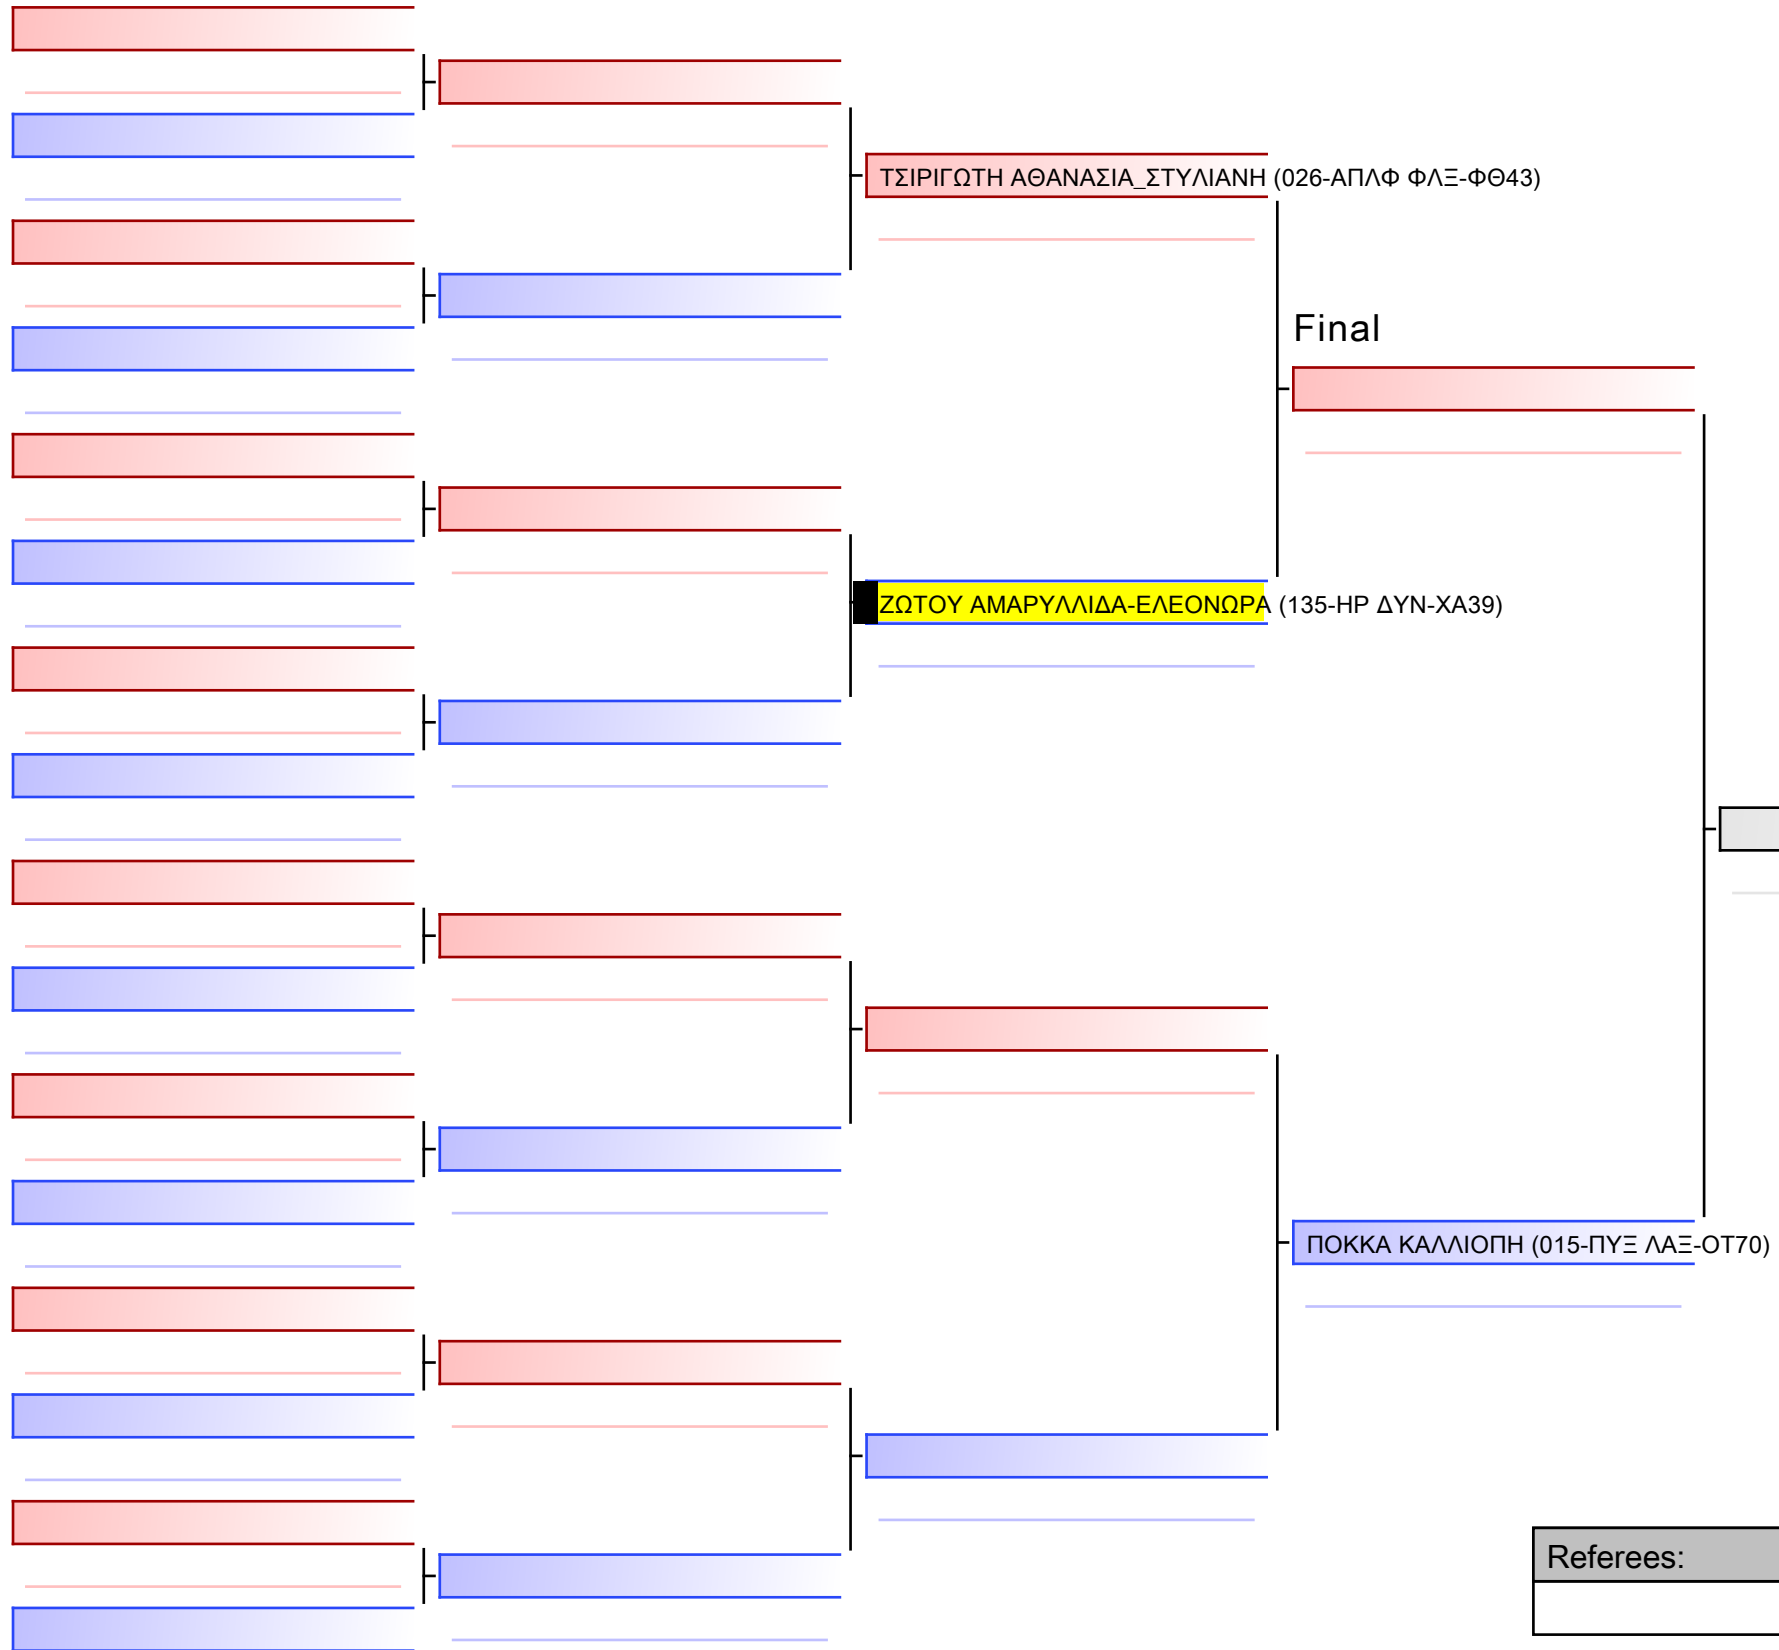 ΤΣΙΡΙΓΩΤΗ ΑΘΑΝΑΣΙΑ_ΣΤΥΛΙΑΝΗ (026-ΑΠΛΦ ΦΛΞ-ΦΘ43)
Final
ΖΩΤΟΥ ΑΜΑΡΥΛΛΙΔΑ-ΕΛΕΟΝΩΡΑ (135-ΗΡ ΔΥΝ-ΧΑ39)
ΠΟΚΚΑ ΚΑΛΛΙΟΠΗ (015-ΠΥΞ ΛΑΞ-ΟΤ70)
Referees: